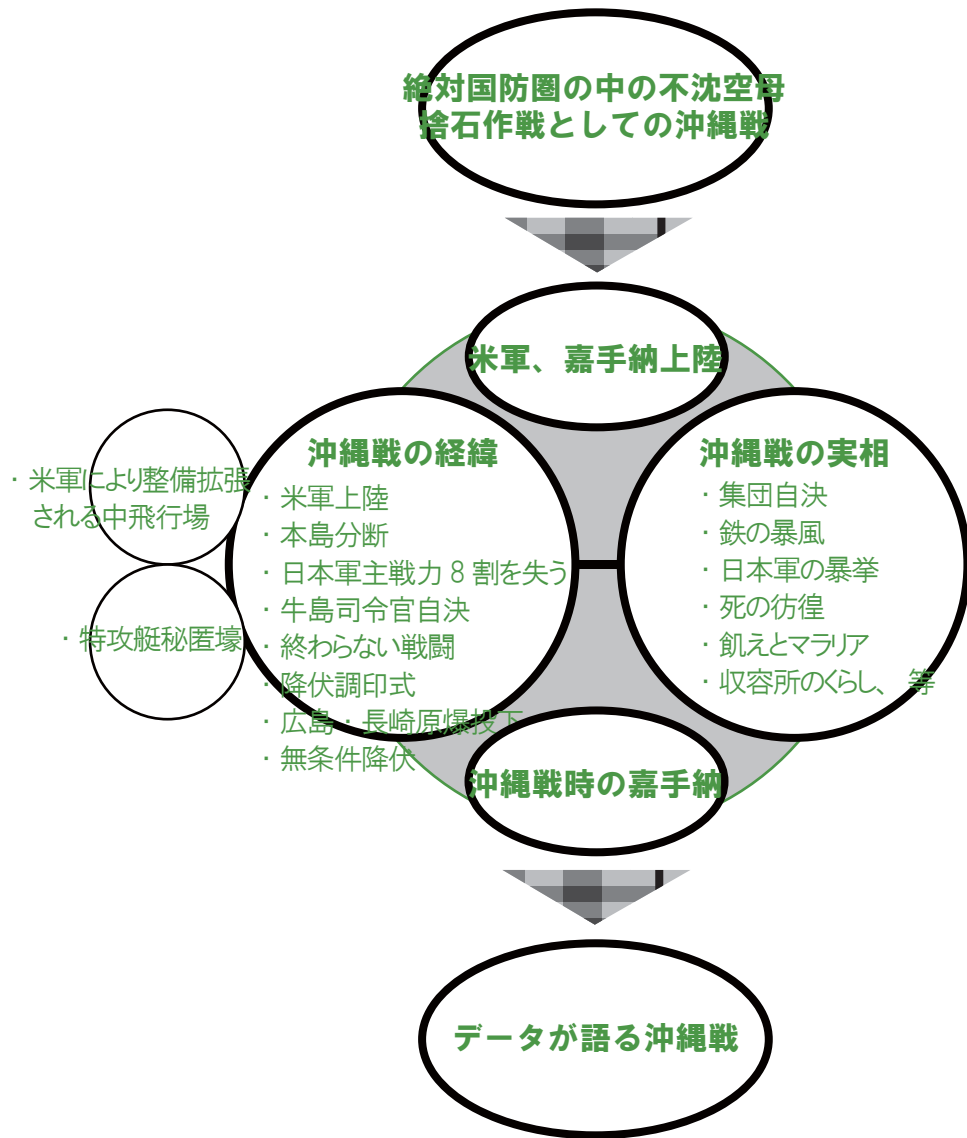 絶対国防圏の中の不沈空母
捨石作戦としての沖縄戦
米軍、嘉手納上陸
・米軍により整備拡張
される中飛行場
・特攻艇秘匿壕
沖縄戦の経緯
・米軍上陸
・本島分断
・日本軍主戦力8割を失う
・牛島司令官自決
・終わらない戦闘
・降伏調印式
・広島・長崎原爆投下
・無条件降伏
沖縄戦の実相
・集団自決
・鉄の暴風
・日本軍の暴挙
・死の彷徨
・飢えとマラリア
・収容所のくらし、等
沖縄戦時の嘉手納
データが語る沖縄戦